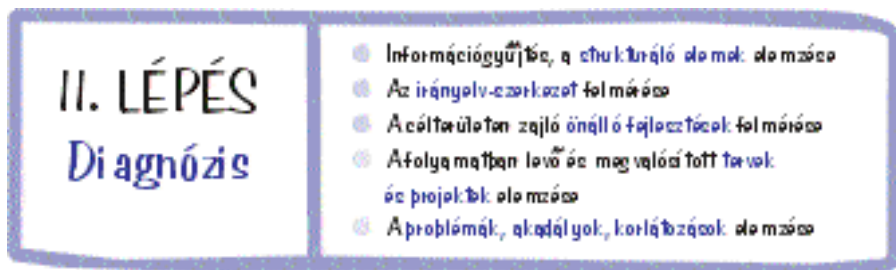 II. LÉPÉS
Diagnózis
Információgyűjtés, a strukturáló elemek elemzése
Az irányelv-szerkezet felmérése
A célterületen zajló önálló fejlesztések felmérése
A folyamatban levő és megvalósított tervek
és projektek elemzése
A problémák, akadályok, korlátozások elemzése